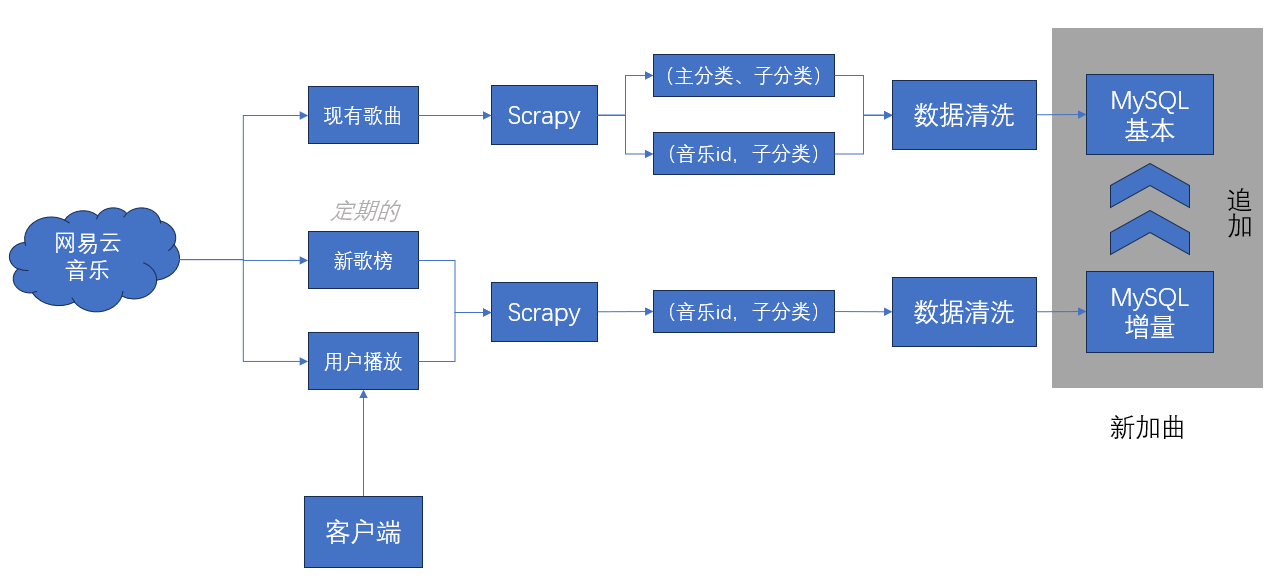 网易云
音乐
现有歌曲
Scrapy
(主分类、子分类)
(音乐id，子分类)
数据清洗
MySQL
基本
定期的
新歌榜
用户播放
Scrapy
(音乐id，子分类)
数据清洗
MySQL
增量
追
加
新加曲
客户端